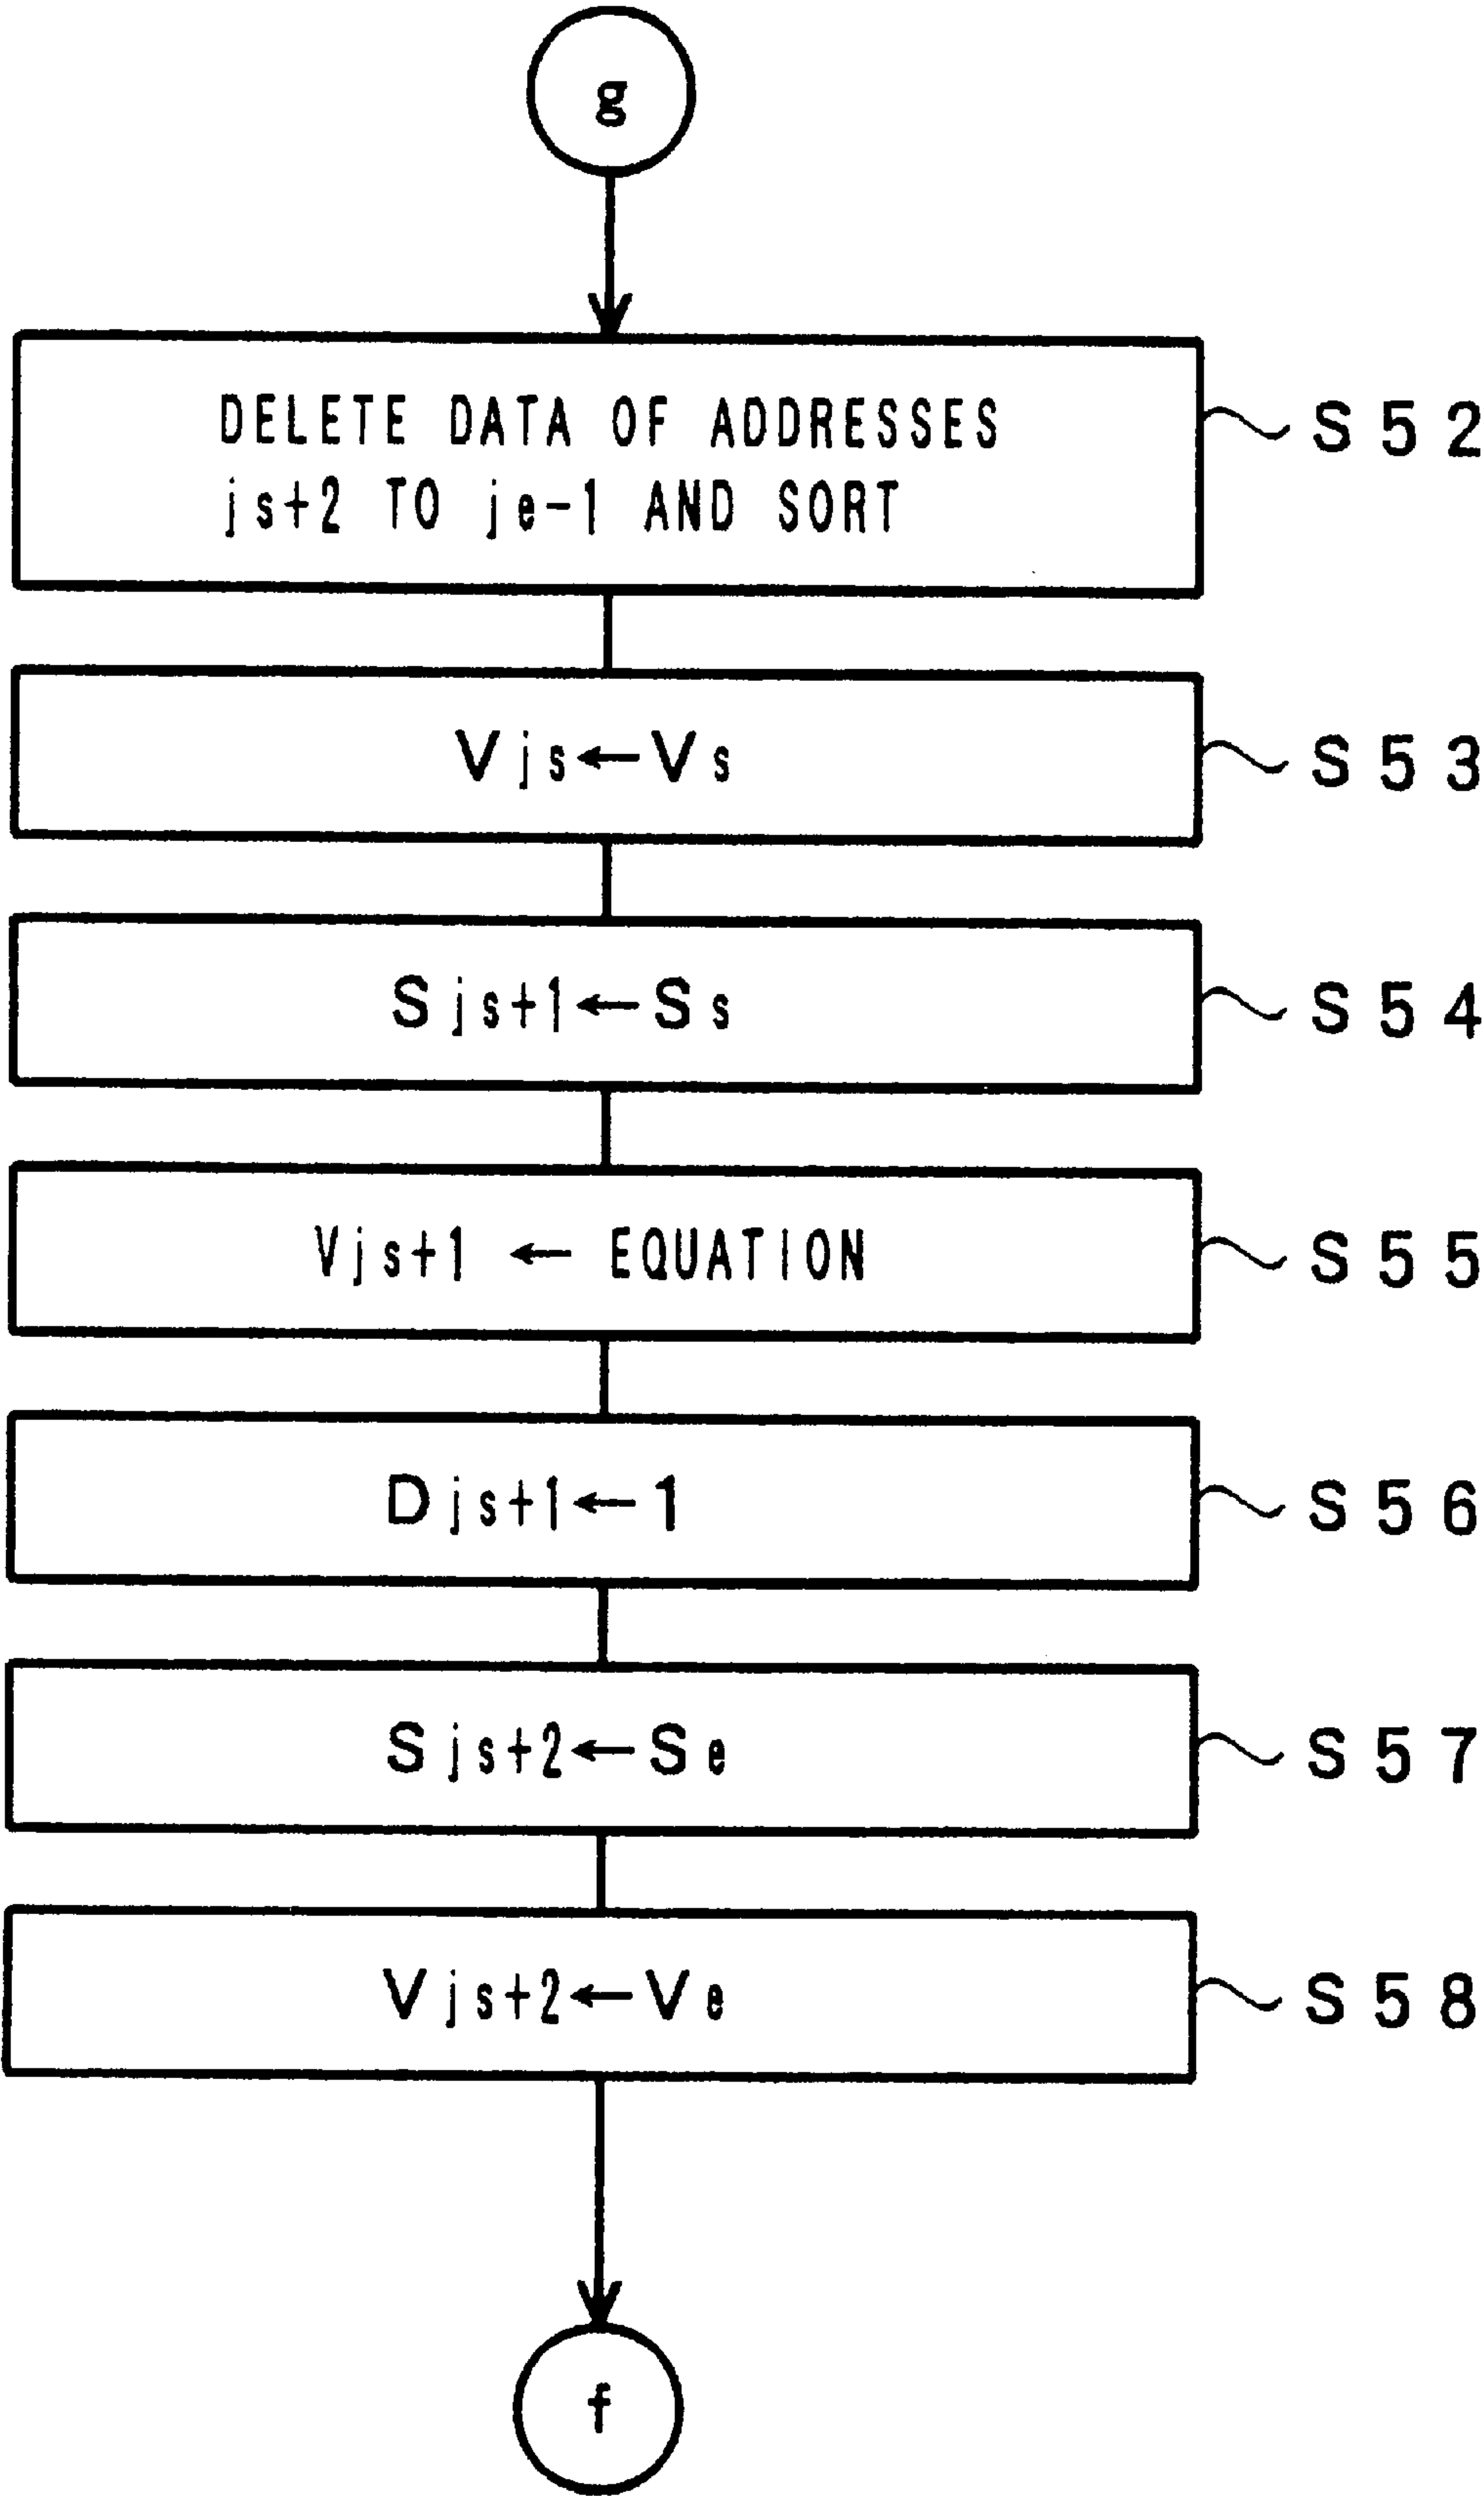 g
DELETE DATA OF ADDRESSES
js+2 TO je-1 AND SORT
S52
Vjs←Vs
S53
Sjs+1←Ss
S54
Vjs+1 ← EQUATION
S55
Djs+1←1
S56
Sjs+2←Se
S57
Vjs+2←Ve
S58
f